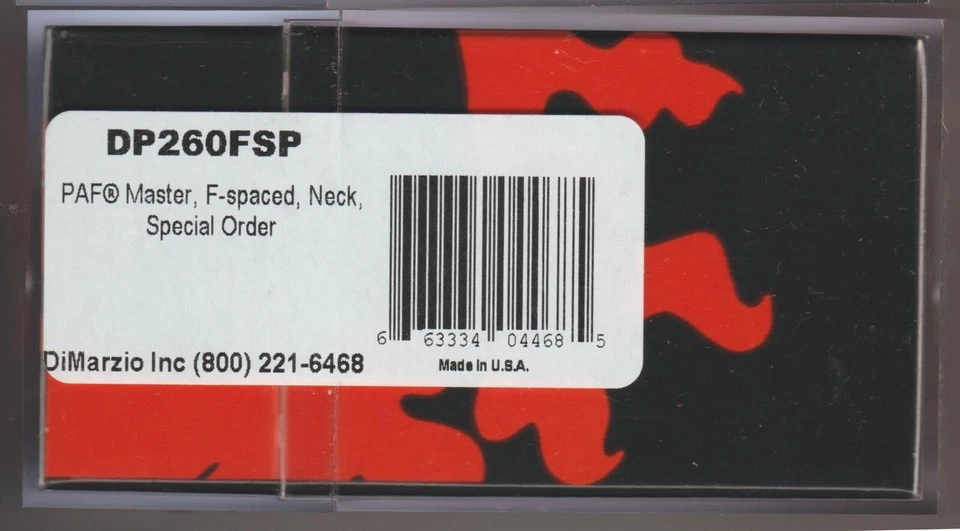 DP260FSP
PAF® Master, F-spaced, Neck,
Special Order
6 63334 04468 5
DiMarzio Inc (800) 221-6468
Made in U.S.A.